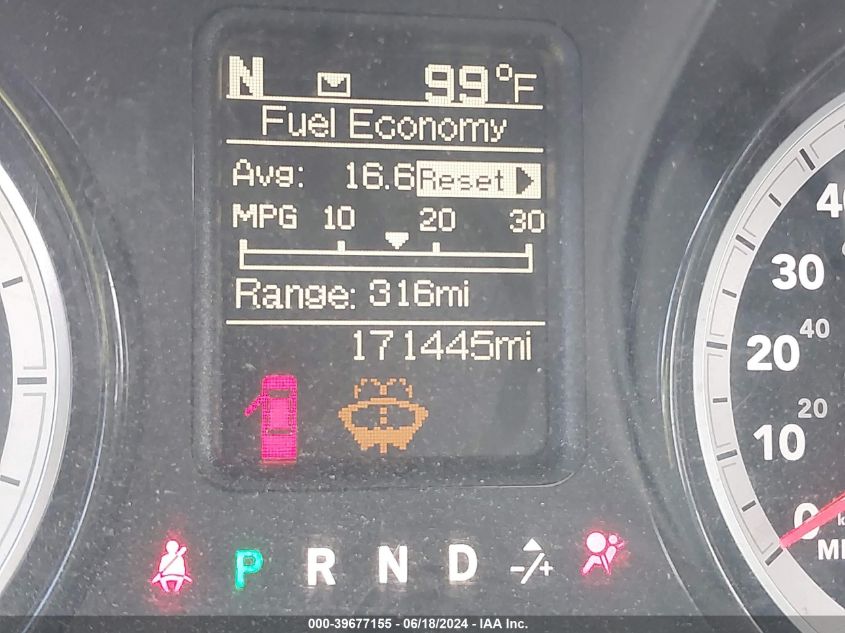 N 99°F
Fuel Economy
Avg: 16.6 Reset
MPG 10 20 30
Range: 316mi
171445mi
P R N D -/+
30
40
20
20
10
0
000-39677155 - 06/18/2024 - IAA Inc.